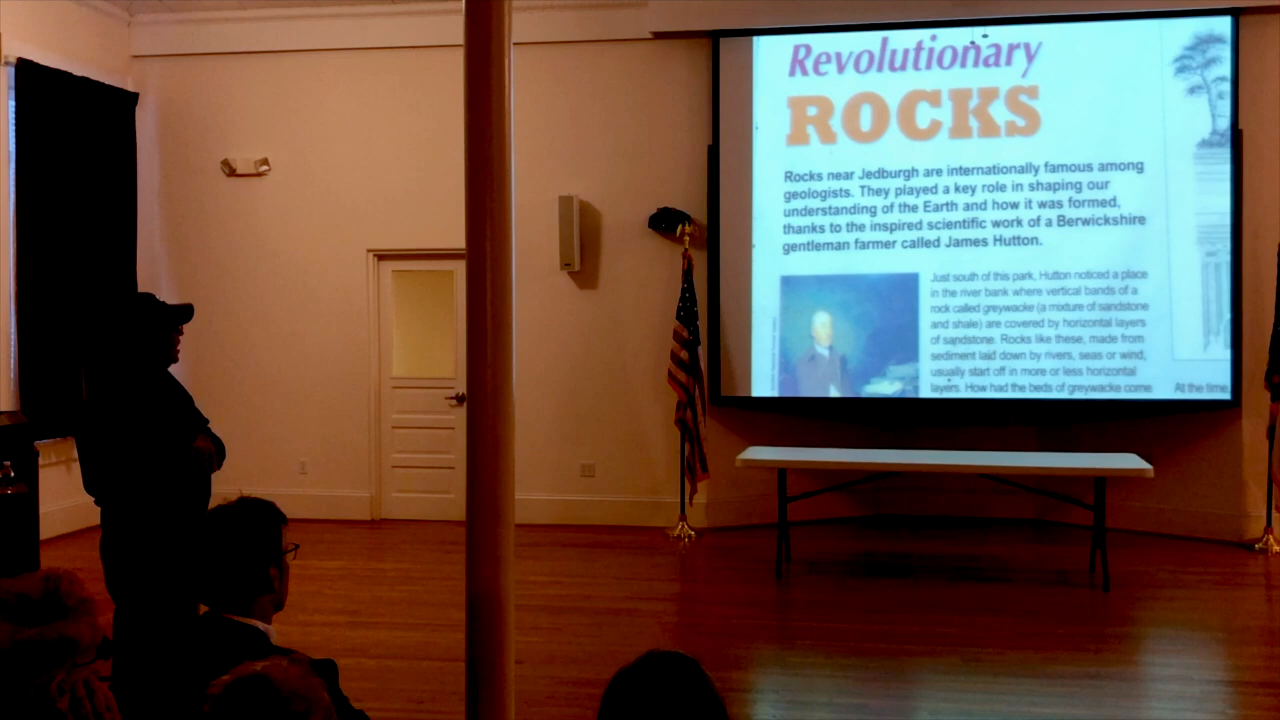 Revolutionary
ROCKS
Rocks near Jedburgh are internationally famous among
geologists. They played a key role in shaping our
understanding of the Earth and how it was formed,
thanks to the inspired scientific work of a Berwickshire
gentleman farmer called James Hutton.
Just south of this park, Hutton noticed a place
in the river bank where vertical bands of a
rock called greywacke (a mixture of sandstone
and shale) are covered by horizontal layers
of sandstone. Rocks like these, made from
sediment laid down by rivers, seas or wind,
usually start off in more or less horizontal
layers. How had the beds of greywacke come
At the time,